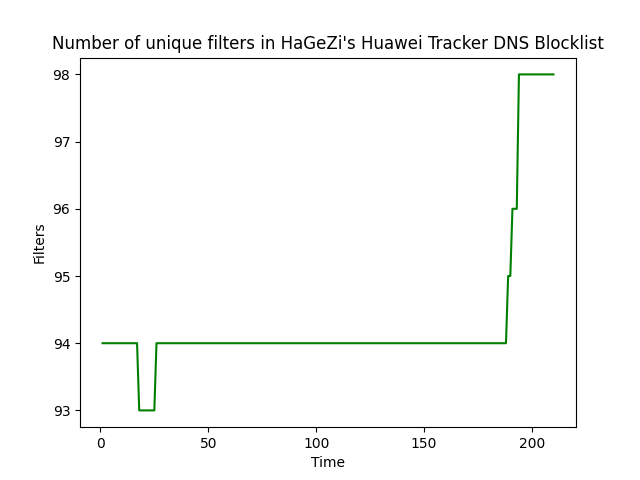 Number of unique filters in HaGeZi's Huawei Tracker DNS Blocklist
98
97
96
95
94
93
Filters
0 50 100 150 200
Time